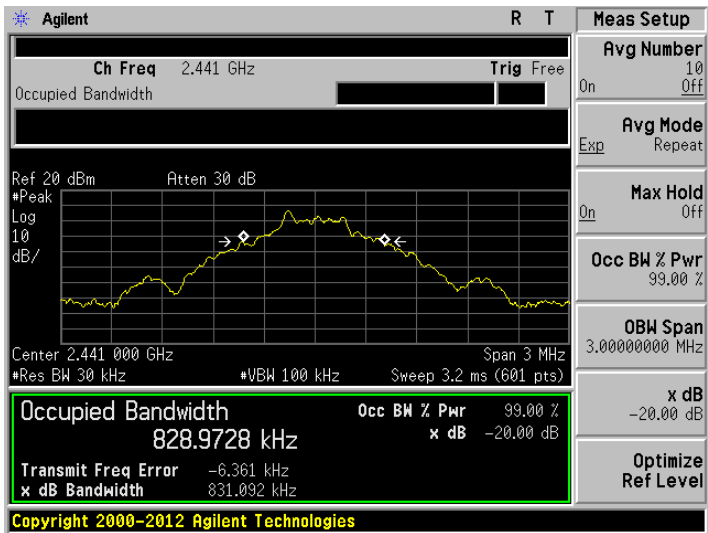 Agilent R T
Ch Freq 2.441 GHz Trig Free
Occupied Bandwidth
Ref 20 dBm Atten 30 dB
#Peak
Log
10
dB/
Center 2.441 000 GHz Span 3 MHz
#Res BW 30 kHz #VBW 100 kHz Sweep 3.2 ms (601 pts)
Occupied Bandwidth Occ BW % Pwr 99.00 %
828.9728 kHz x dB -20.00 dB
Transmit Freq Error -6.361 kHz
x dB Bandwidth 831.092 kHz
Copyright 2000-2012 Agilent Technologies
Meas Setup
Avg Number
10
On Off
Avg Mode
Exp Repeat
Max Hold
On Off
Occ BW % Pwr
99.00 %
OBW Span
3.00000000 MHz
x dB
-20.00 dB
Optimize
Ref Level